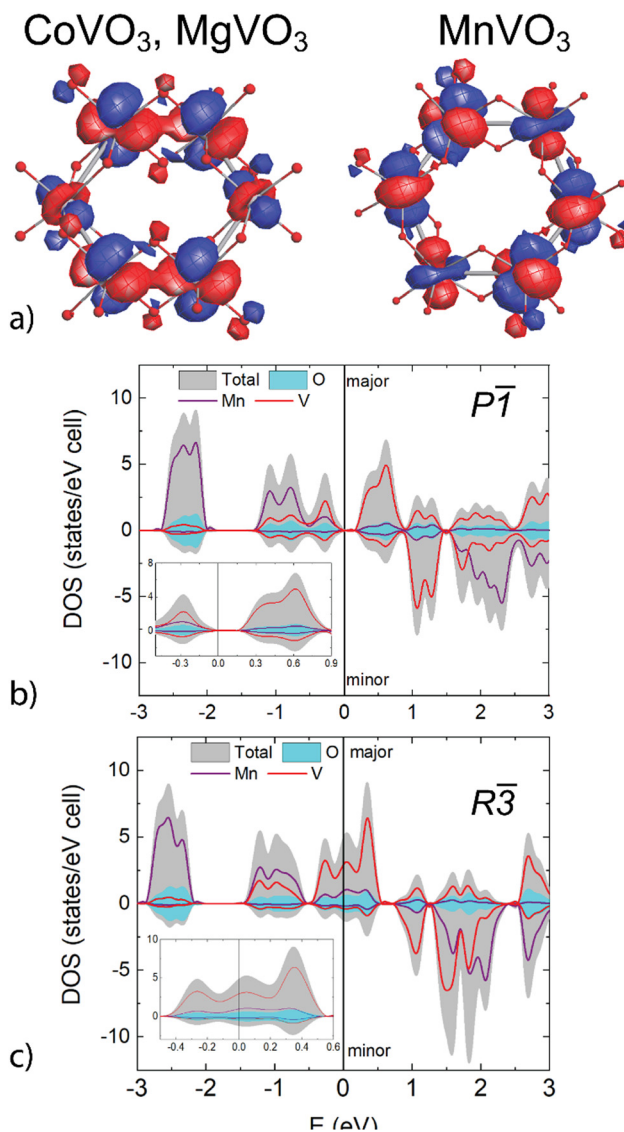 CoVO₃, MgVO₃ MnVO₃
a)
10
5
0
-5
-10
DOS (states/eV cell)
Total O
Mn V
major
P1̅
8
4
0
-0.3 0.0 0.3 0.6 0.9
minor
b)
-3 -2 -1 0 1 2 3
10
5
0
-5
-10
DOS (states/eV cell)
Total O
Mn V
major
R3̅
10
5
0
-0.4 -0.2 0.0 0.2 0.4 0.6
minor
c)
-3 -2 -1 0 1 2 3
E (eV)